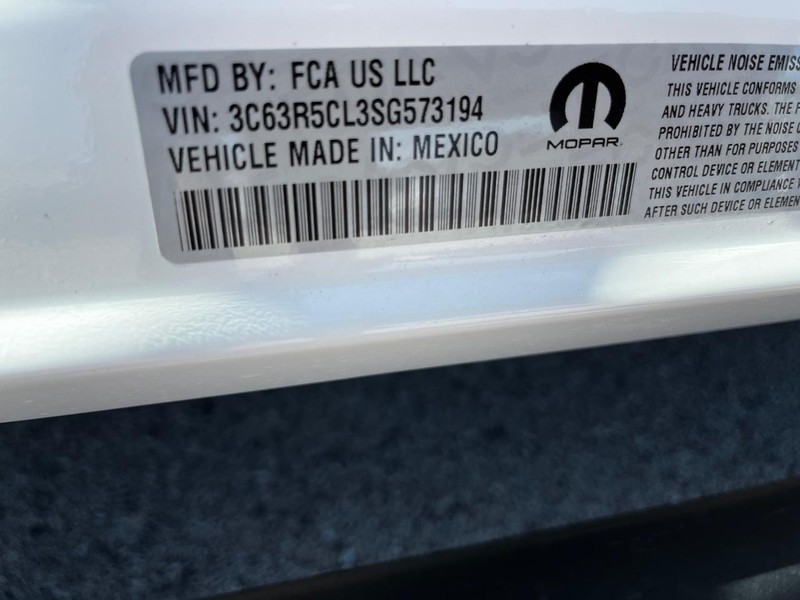 MFD BY: FCA US LLC
VIN: 3C63R5CL3SG573194
VEHICLE MADE IN: MEXICO
MOPAR
VEHICLE NOISE EMISS
THIS VEHICLE CONFORMS
AND HEAVY TRUCKS. THE F
PROHIBITED BY THE NOISE C
OTHER THAN FOR PURPOSES
CONTROL DEVICE OR ELEMENT
THIS VEHICLE IN COMPLIANCE
AFTER SUCH DEVICE OR ELEMEN